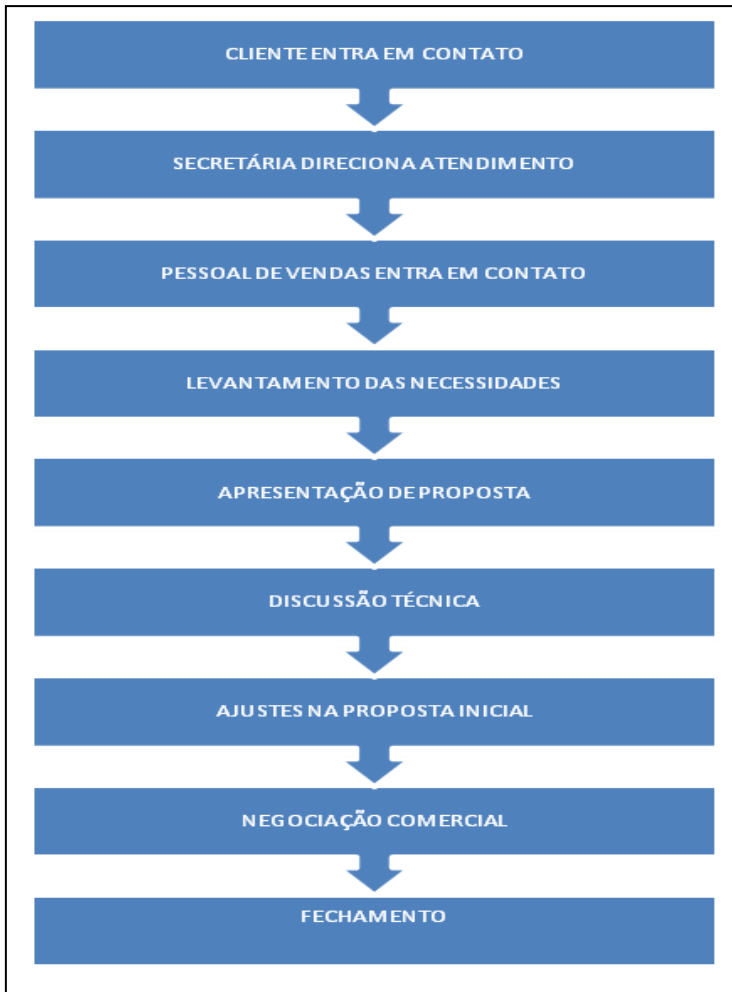 CLIENTE ENTRA EM CONTATO
SECRETÁRIA DIRECIONA ATENDIMENTO
PESSOAL DE VENDAS ENTRA EM CONTATO
LEVANTAMENTO DAS NECESSIDADES
APRESENTAÇÃO DE PROPOSTA
DISCUSSÃO TÉCNICA
AJUSTES NA PROPOSTA INICIAL
NEGOCIAÇÃO COMERCIAL
FECHAMENTO